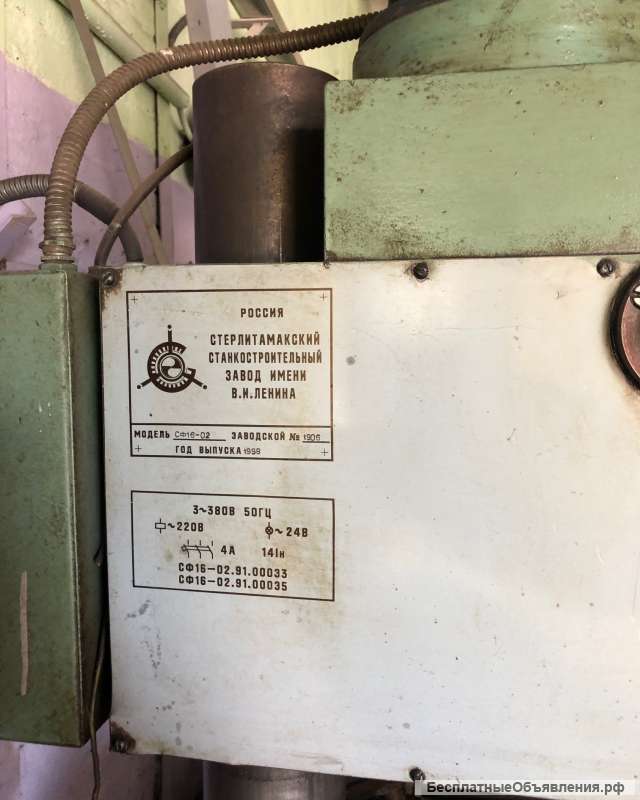 РОССИЯ
СТЕРЛИТАМАКСКИЙ
СТАНКОСТРОИТЕЛЬНЫЙ
ЗАВОД ИМЕНИ
В.И.ЛЕНИНА
МОДЕЛЬ СФ16-02 ЗАВОДСКОЙ № 1906
ГОД ВЫПУСКА 1998
3~380В 50ГЦ
~220В ~24В
4А 14Iн
СФ16-02.91.00033
СФ16-02.91.00035
БесплатныеОбъявления.рф